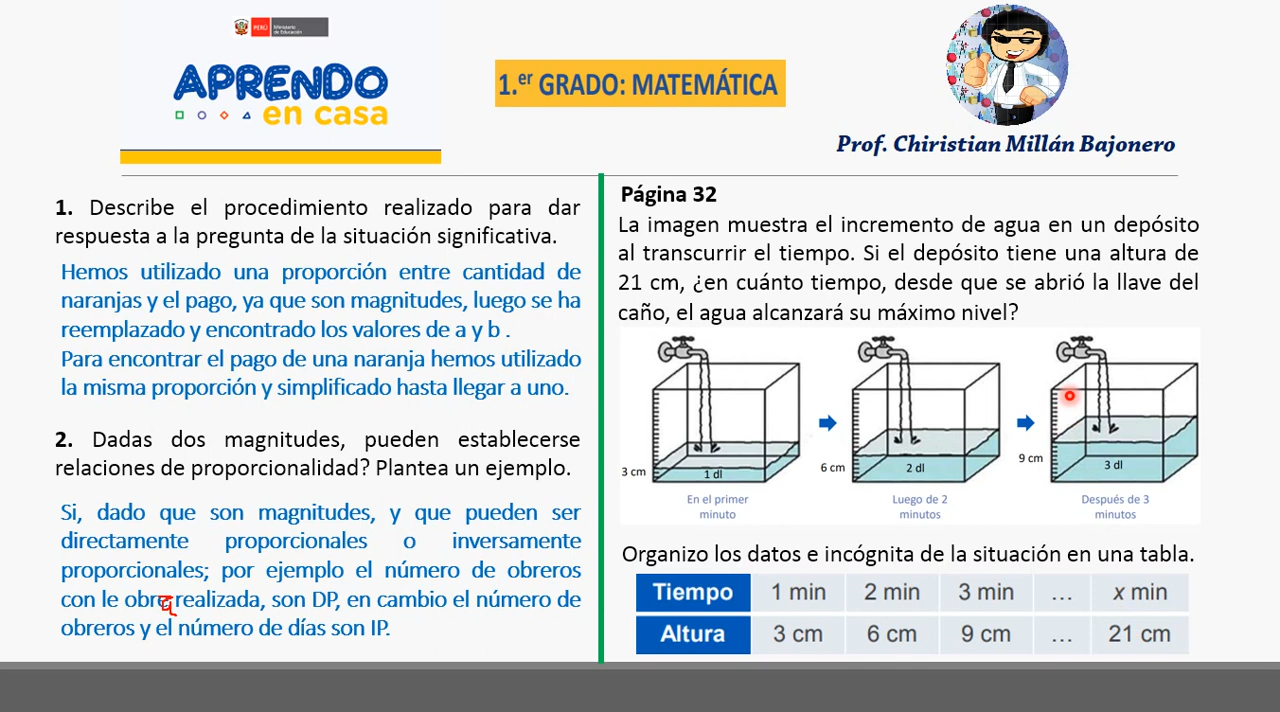 PERÚ
Ministerio
de Educación
APRENDO
en casa
1.er GRADO: MATEMÁTICA
Prof. Chiristian Millán Bajonero
1. Describe el procedimiento realizado para dar
respuesta a la pregunta de la situación significativa.
Hemos utilizado una proporción entre cantidad de
naranjas y el pago, ya que son magnitudes, luego se ha
reemplazado y encontrado los valores de a y b .
Para encontrar el pago de una naranja hemos utilizado
la misma proporción y simplificado hasta llegar a uno.
2. Dadas dos magnitudes, pueden establecerse
relaciones de proporcionalidad? Plantea un ejemplo.
Si, dado que son magnitudes, y que pueden ser
directamente proporcionales o inversamente
proporcionales; por ejemplo el número de obreros
con le obra realizada, son DP, en cambio el número de
obreros y el número de días son IP.
Página 32
La imagen muestra el incremento de agua en un depósito
al transcurrir el tiempo. Si el depósito tiene una altura de
21 cm, ¿en cuánto tiempo, desde que se abrió la llave del
caño, el agua alcanzará su máximo nivel?
3 cm 1 dl 6 cm 2 dl 9 cm 3 dl
En el primer Luego de 2 Después de 3
minuto minutos minutos
Organizo los datos e incógnita de la situación en una tabla.
Tiempo 1 min 2 min 3 min ... x min
Altura 3 cm 6 cm 9 cm ... 21 cm